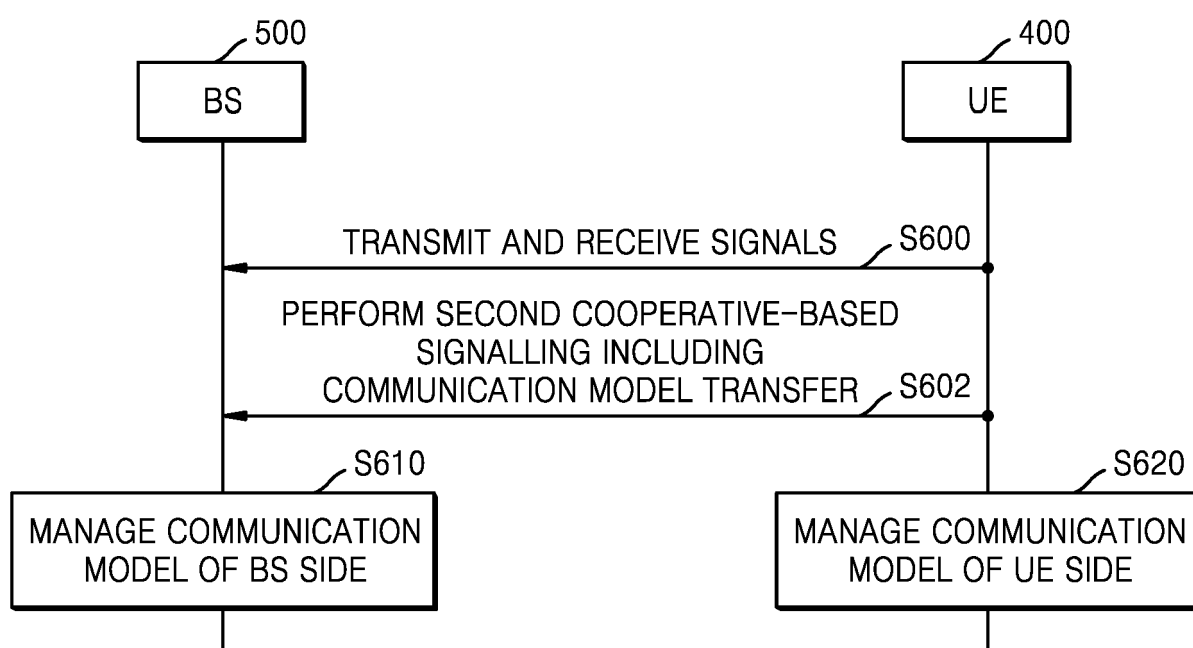 500
400
BS
UE
TRANSMIT AND RECEIVE SIGNALS
S600
PERFORM SECOND COOPERATIVE-BASED
SIGNALLING INCLUDING
COMMUNICATION MODEL TRANSFER
S602
S610
S620
MANAGE COMMUNICATION
MODEL OF BS SIDE
MANAGE COMMUNICATION
MODEL OF UE SIDE